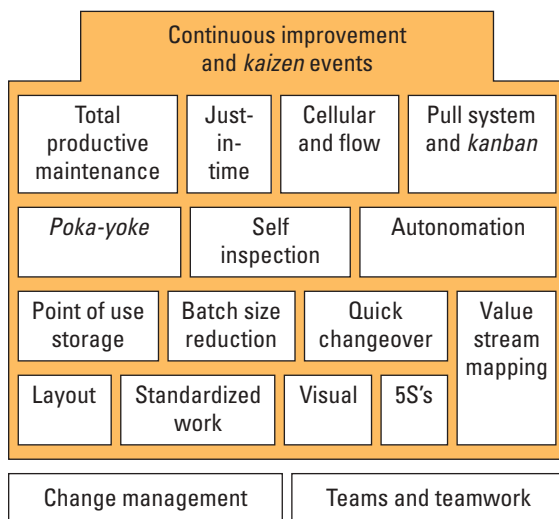 Continuous improvement
and kaizen events
Total
productive
maintenance
Just-
in-
time
Cellular
and flow
Pull system
and kanban
Poka-yoke
Self
inspection
Autonomation
Point of use
storage
Batch size
reduction
Quick
changeover
Value
stream
mapping
Layout
Standardized
work
Visual
5S's
Change management
Teams and teamwork